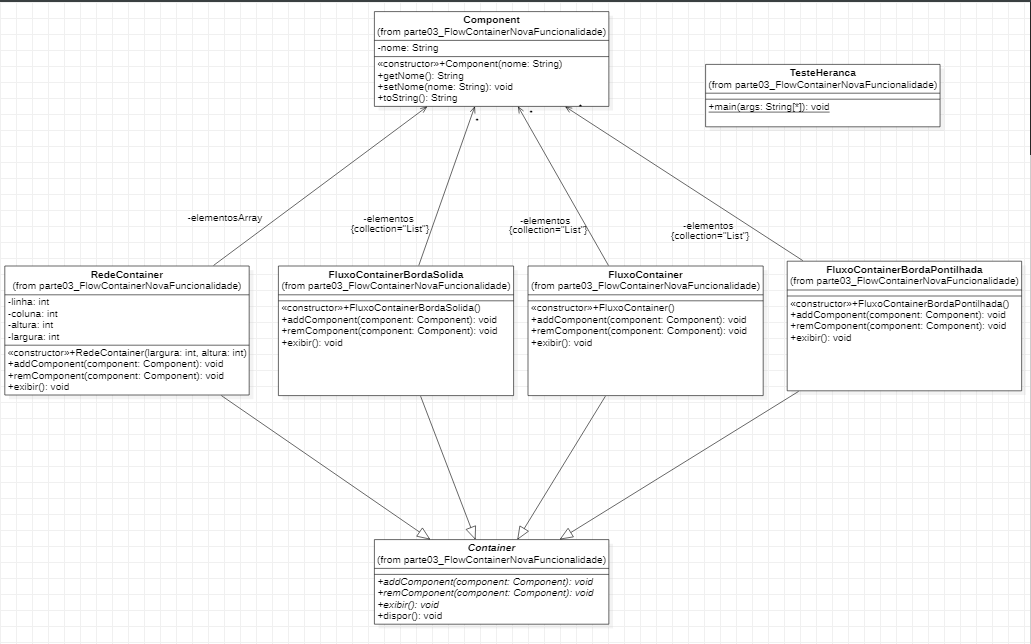 Component
(from parte03_FlowContainerNovaFuncionalidade)
-nome: String
«constructor»+Component(nome: String)
+getNome(): String
+setNome(nome: String): void
+toString(): String
TesteHeranca
(from parte03_FlowContainerNovaFuncionalidade)
+main(args: String[*]): void
*
*
*
-elementosArray
-elementos
{collection="List"}
-elementos
{collection="List"}
-elementos
{collection="List"}
RedeContainer
(from parte03_FlowContainerNovaFuncionalidade)
-linha: int
-coluna: int
-altura: int
-largura: int
«constructor»+RedeContainer(largura: int, altura: int)
+addComponent(component: Component): void
+remComponent(component: Component): void
+exibir(): void
FluxoContainerBordaSolida
(from parte03_FlowContainerNovaFuncionalidade)
«constructor»+FluxoContainerBordaSolida()
+addComponent(component: Component): void
+remComponent(component: Component): void
+exibir(): void
FluxoContainer
(from parte03_FlowContainerNovaFuncionalidade)
«constructor»+FluxoContainer()
+addComponent(component: Component): void
+remComponent(component: Component): void
+exibir(): void
FluxoContainerBordaPontilhada
(from parte03_FlowContainerNovaFuncionalidade)
«constructor»+FluxoContainerBordaPontilhada()
+addComponent(component: Component): void
+remComponent(component: Component): void
+exibir(): void
Container
(from parte03_FlowContainerNovaFuncionalidade)
+addComponent(component: Component): void
+remComponent(component: Component): void
+exibir(): void
+dispor(): void